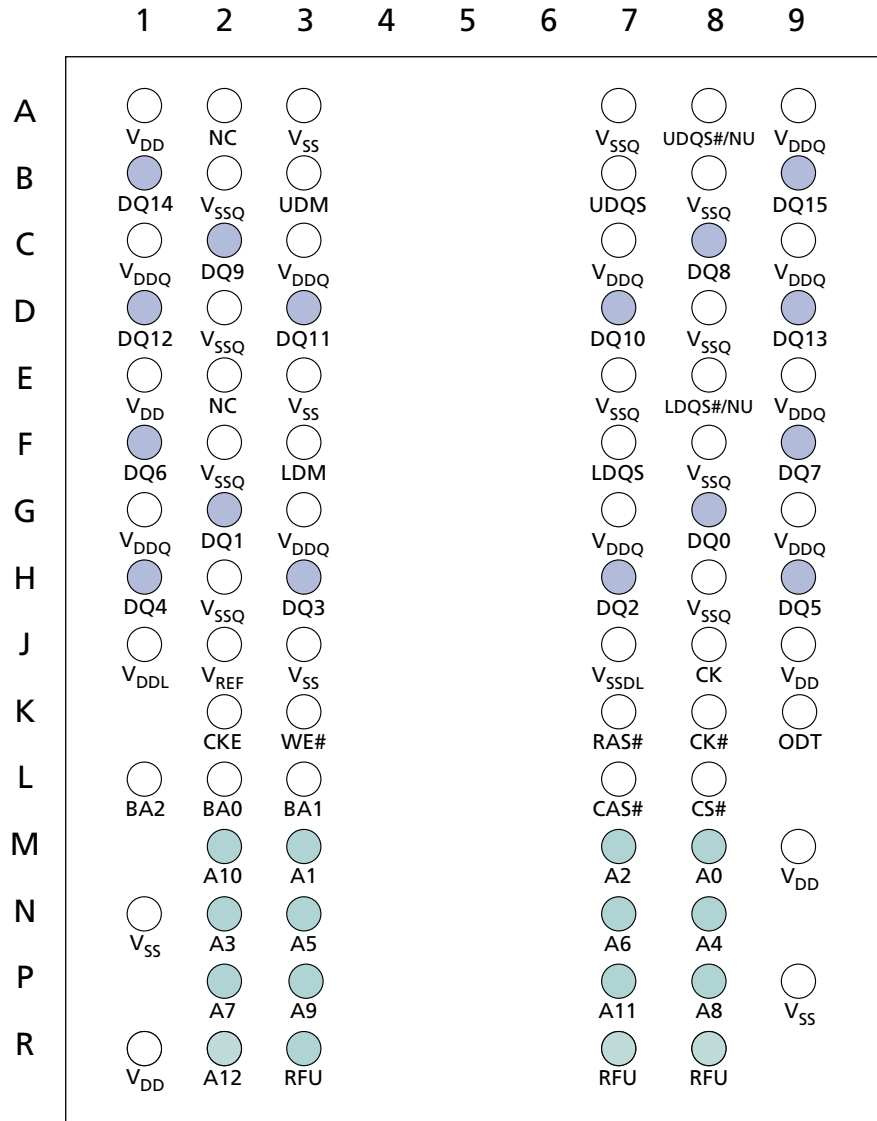 1 2 3 4 5 6 7 8 9
A
VDD NC VSS VSSQ UDQS#/NU VDDQ
B
DQ14 VSSQ UDM UDQS VSSQ DQ15
C
VDDQ DQ9 VDDQ VDDQ DQ8 VDDQ
D
DQ12 VSSQ DQ11 DQ10 VSSQ DQ13
E
VDD NC VSS VSSQ LDQS#/NU VDDQ
F
DQ6 VSSQ LDM LDQS VSSQ DQ7
G
VDDQ DQ1 VDDQ VDDQ DQ0 VDDQ
H
DQ4 VSSQ DQ3 DQ2 VSSQ DQ5
J
VDDL VREF VSS VSSDL CK VDD
K
CKE WE# RAS# CK# ODT
L
BA2 BA0 BA1 CAS# CS#
M
A10 A1 A2 A0 VDD
N
VSS A3 A5 A6 A4
P
A7 A9 A11 A8 VSS
R
VDD A12 RFU RFU RFU